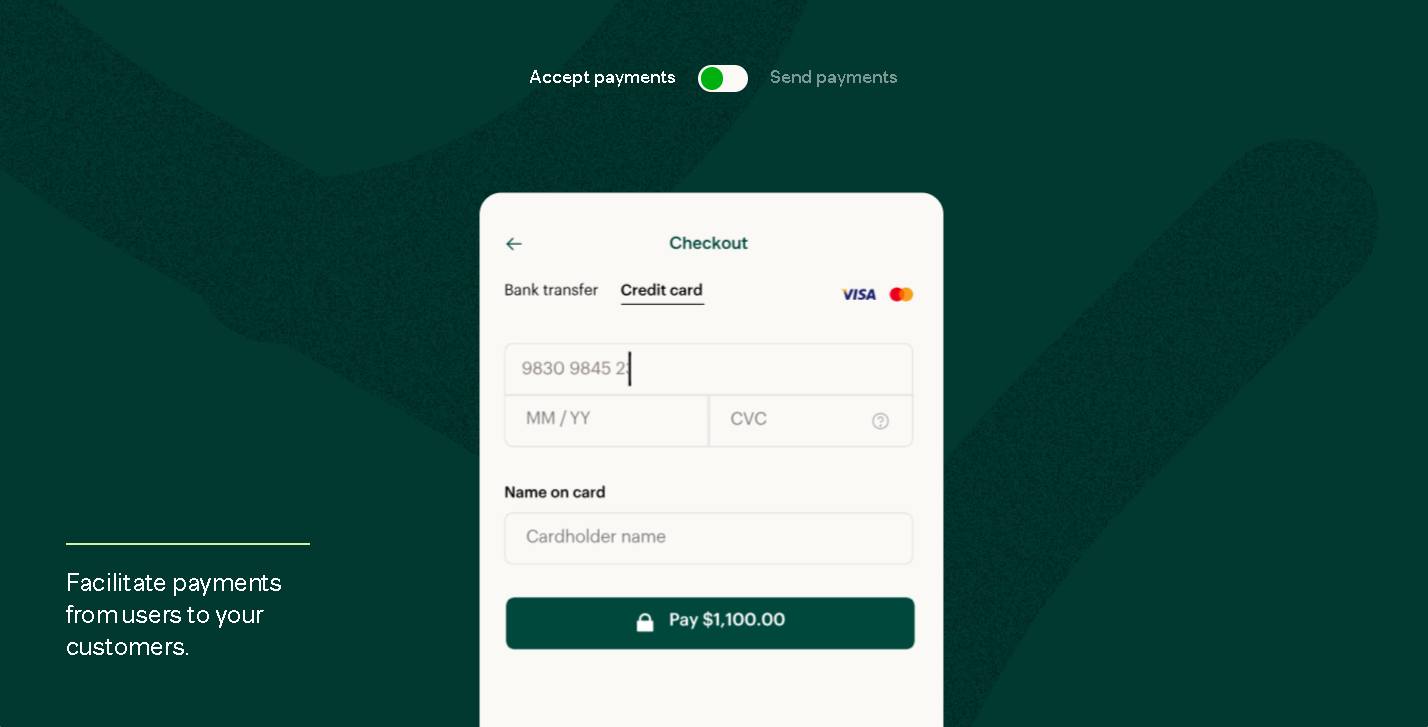 Accept payments
Send payments
Checkout
Bank transfer
Credit card
VISA
9830 9845 23
MM / YY
CVC
?
Name on card
Cardholder name
Pay $1,100.00
Facilitate payments
from users to your
customers.